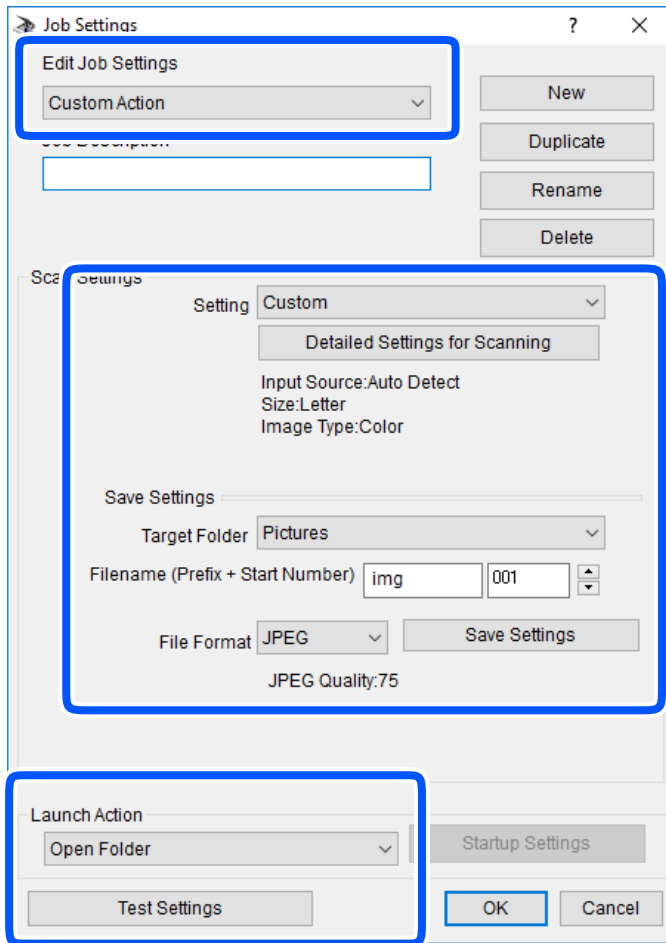 Job Settings
?
Edit Job Settings
Custom Action
New
Duplicate
Rename
Delete
Settings
Setting
Custom
Detailed Settings for Scanning
Input Source:Auto Detect
Size:Letter
Image Type:Color
Save Settings
Target Folder
Pictures
Filename (Prefix + Start Number)
img
001
File Format
JPEG
Save Settings
JPEG Quality:75
Launch Action
Open Folder
Startup Settings
Test Settings
OK
Cancel